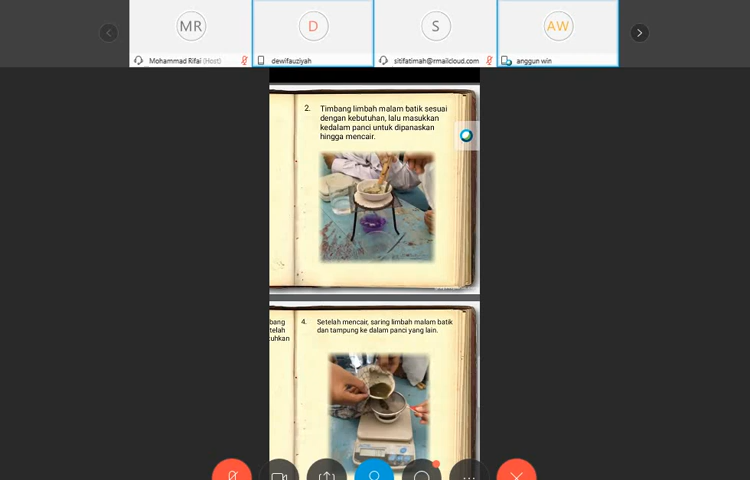 MR
D
S
AW
Mohammad Rifai (Host)
dewifauziyah
sitifatimah@rmailcloud.com
anggun win
2. Timbang limbah malam batik sesuai
dengan kebutuhan, lalu masukkan
kedalam panci untuk dipanaskan
hingga mencair.
bang
telah
tuhkan
4. Setelah mencair, saring limbah malam batik
dan tampung ke dalam panci yang lain.